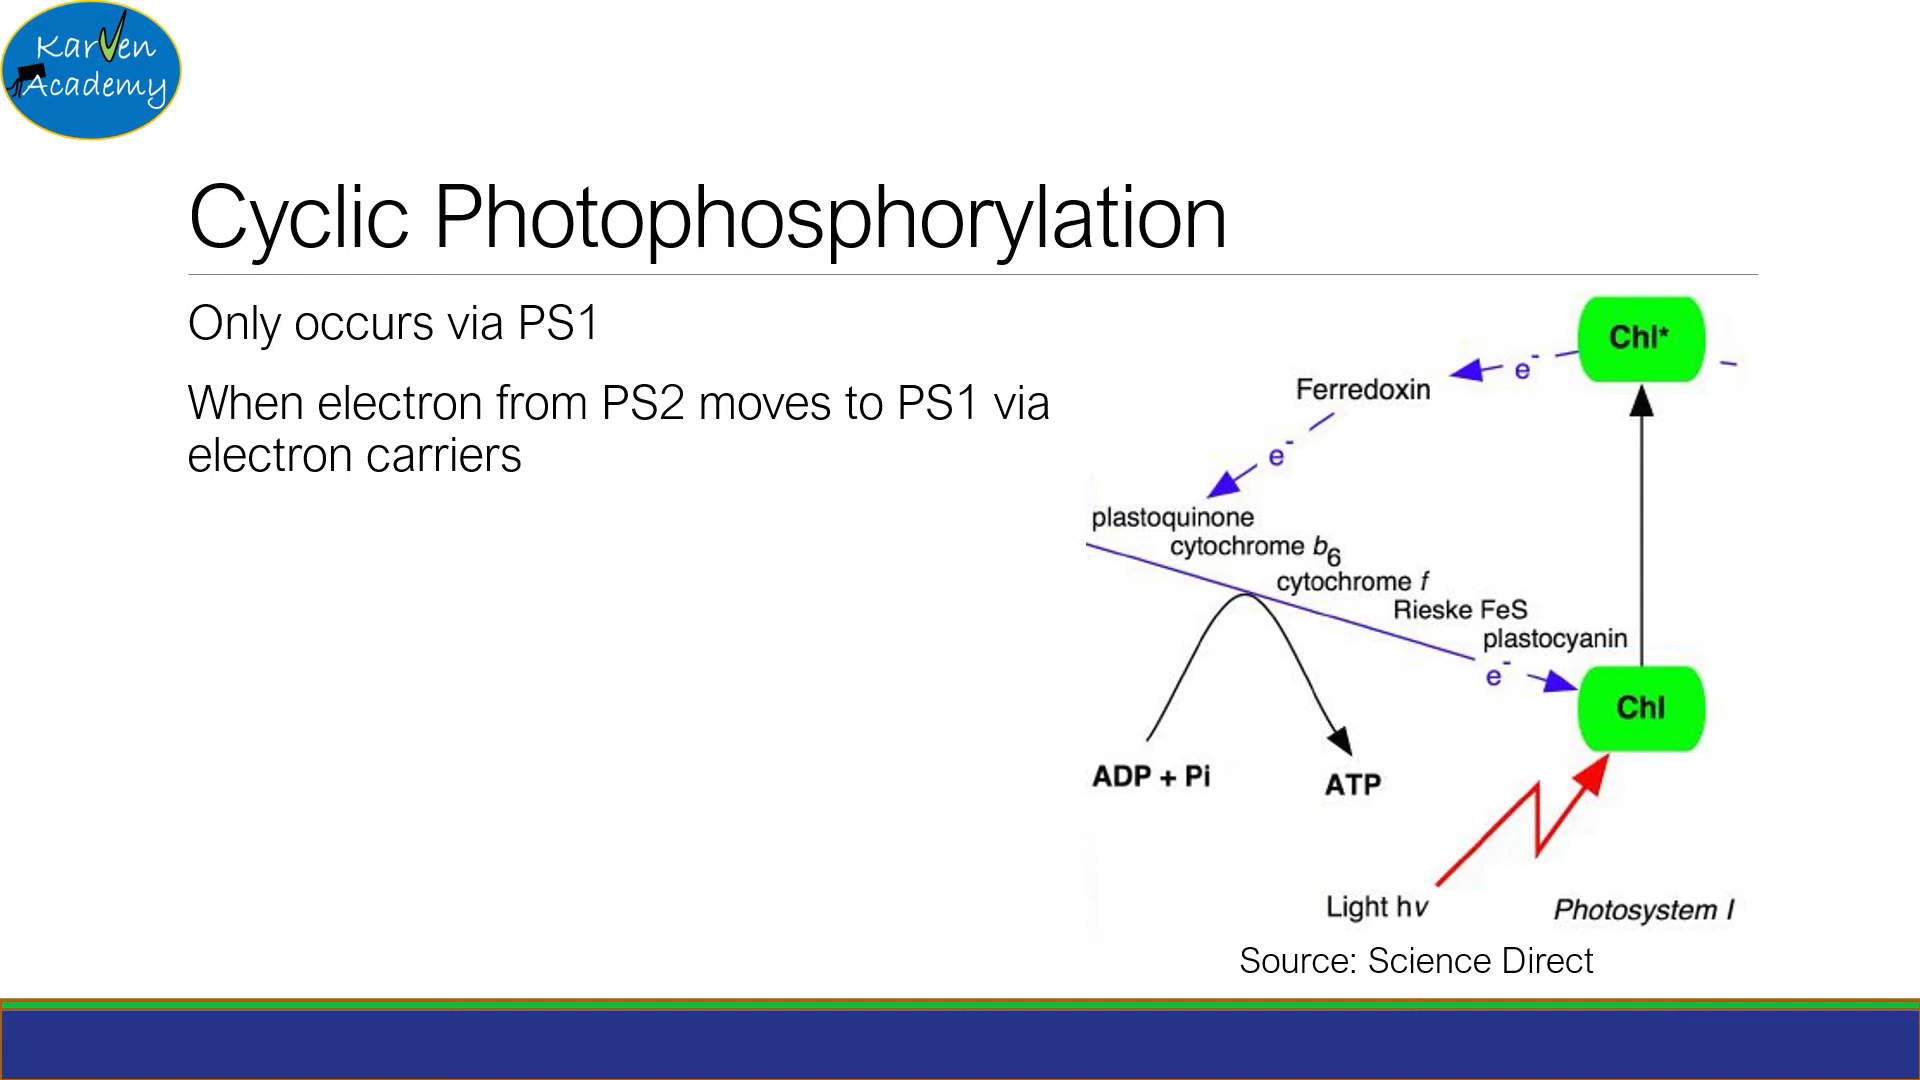 Karven
Academy
Cyclic Photophosphorylation
Only occurs via PS1
When electron from PS2 moves to PS1 via
electron carriers
Chl*
e-
Ferredoxin
e-
plastoquinone
cytochrome b6
cytochrome f
Rieske FeS
plastocyanin
e-
Chl
ADP + Pi
ATP
Light hv
Photosystem I
Source: Science Direct